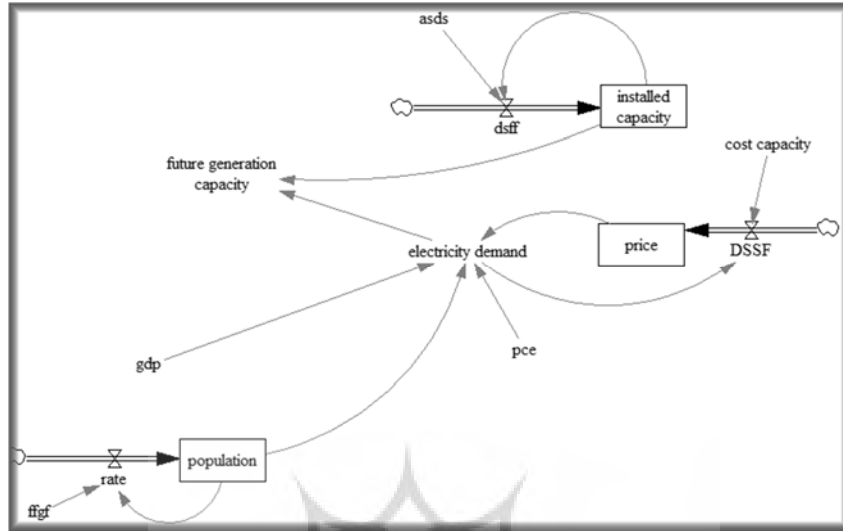 asds
installed
capacity
dsff
cost capacity
future generation
capacity
price
DSSF
electricity demand
pce
gdp
population
rate
ffgf